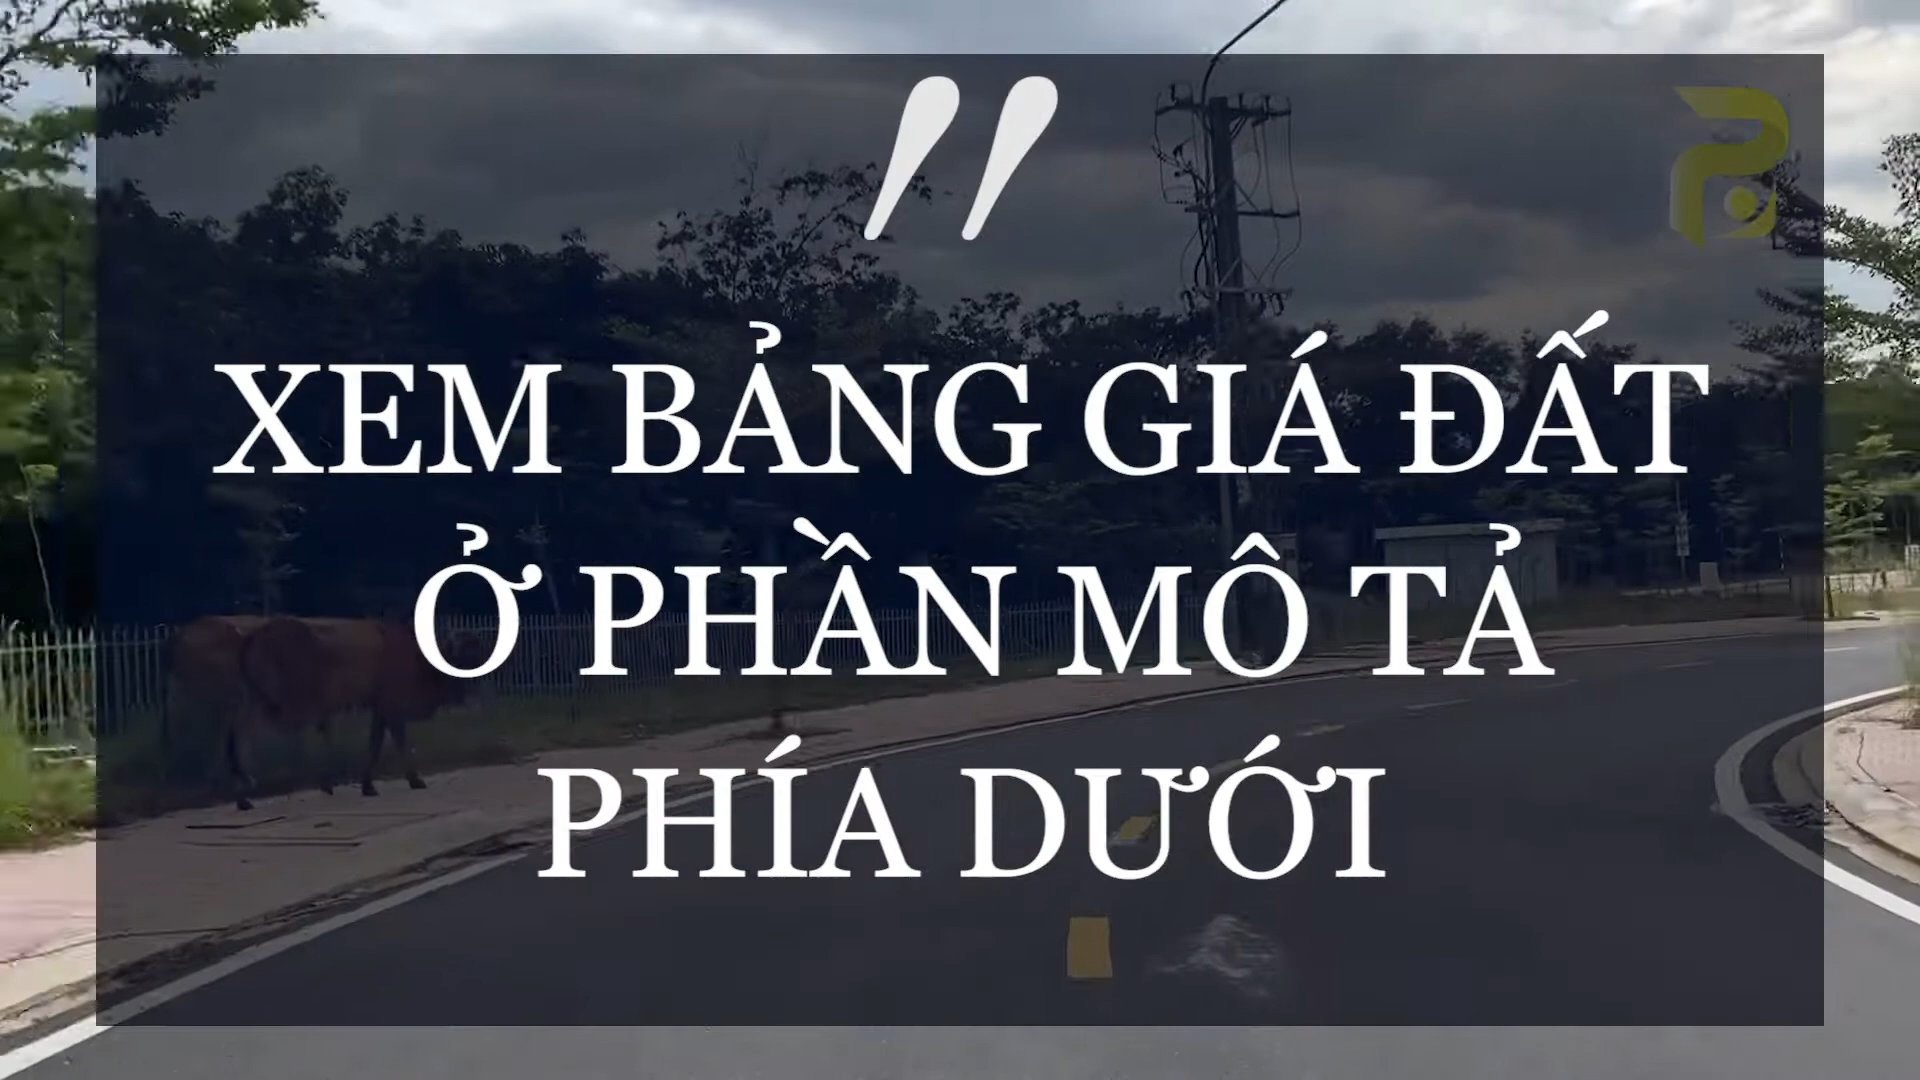 XEM BẢNG GIÁ ĐẤT
Ở PHẦN MÔ TẢ
PHÍA DƯỚI